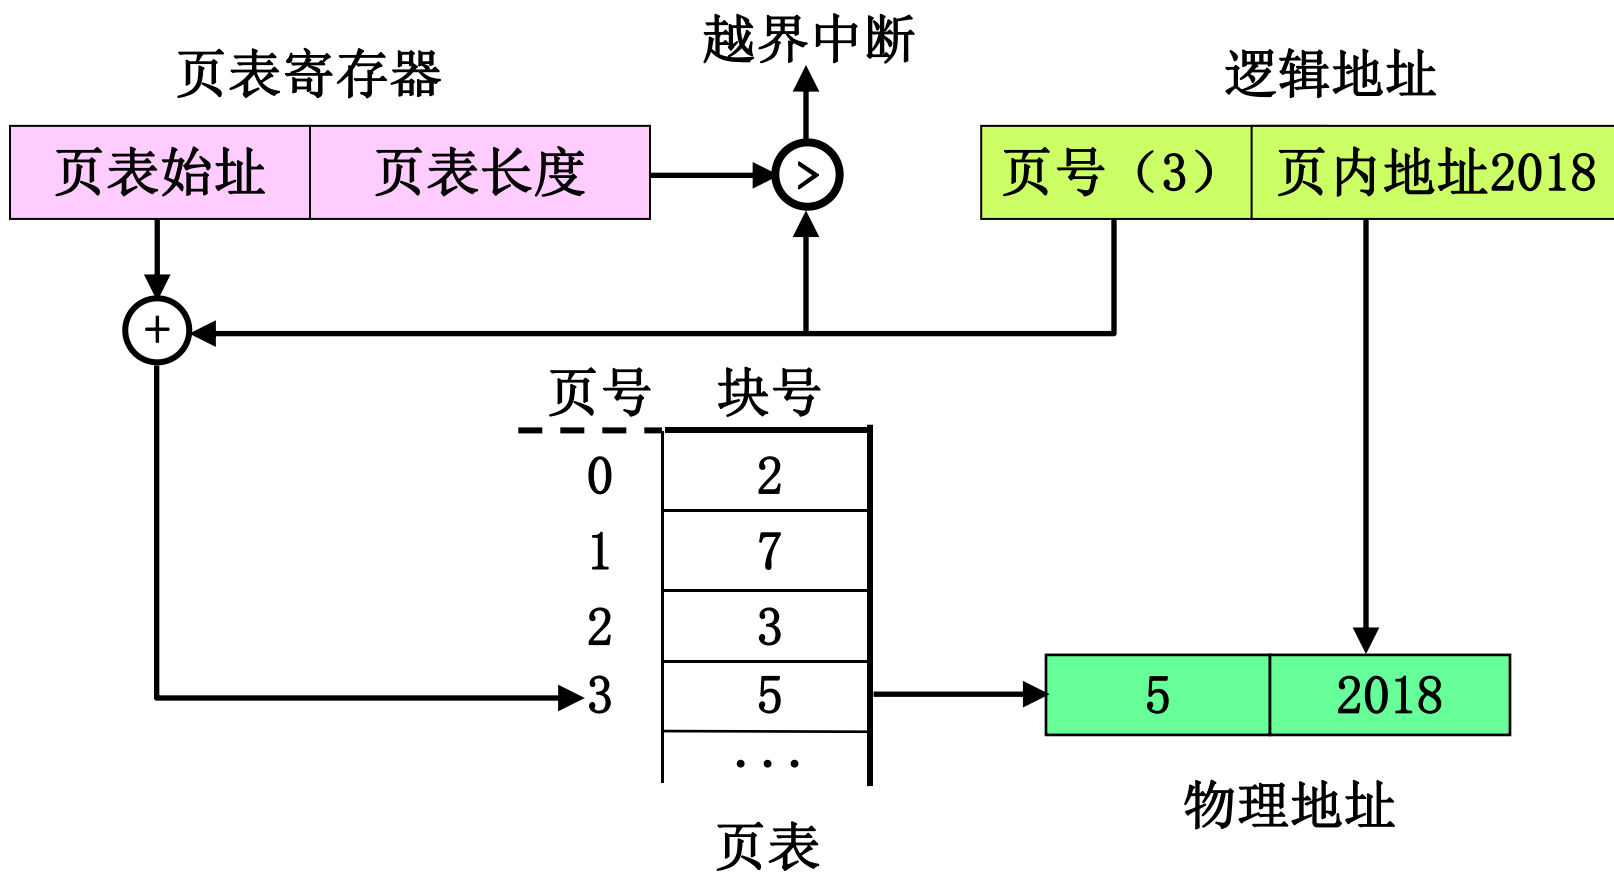 越界中断
页表寄存器
逻辑地址
页表始址 页表长度
>
页号（3） 页内地址2018
+
页号 块号
0 2
1 7
2 3
3 5
...
5 2018
物理地址
页表